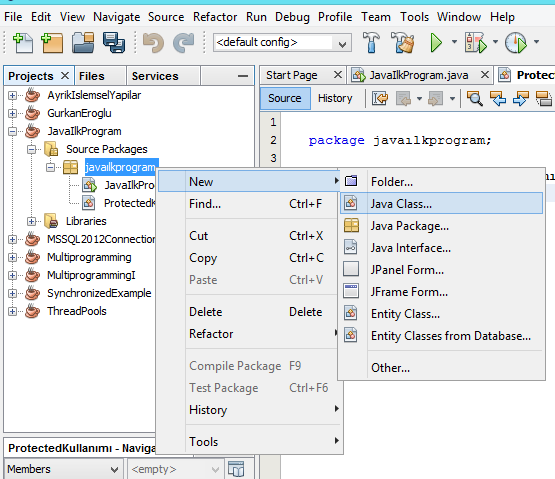 File Edit View Navigate Source Refactor Run Debug Profile Team Tools Window Help
<default config>
Projects Files Services
Start Page JavaIlkProgram.java Protect
Source History
AyrikIslemselYapilar
GurkanEroglu
JavaIlkProgram
Source Packages
javailkprogram
JavaIlkPro
ProtectedK
Libraries
MSSQL2012Connection
Multiprogramming
MultiprogrammingI
SynchronizedExample
ThreadPools
1
2 package javailkprogram;
New
Find... Ctrl+F
Cut Ctrl+X
Copy Ctrl+C
Paste Ctrl+V
Delete Delete
Refactor
Compile Package F9
Test Package Ctrl+F6
History
Tools
Folder...
Java Class...
Java Package...
Java Interface...
JPanel Form...
JFrame Form...
Entity Class...
Entity Classes from Database...
Other...
ProtectedKullanımı - Naviga
Members <empty>